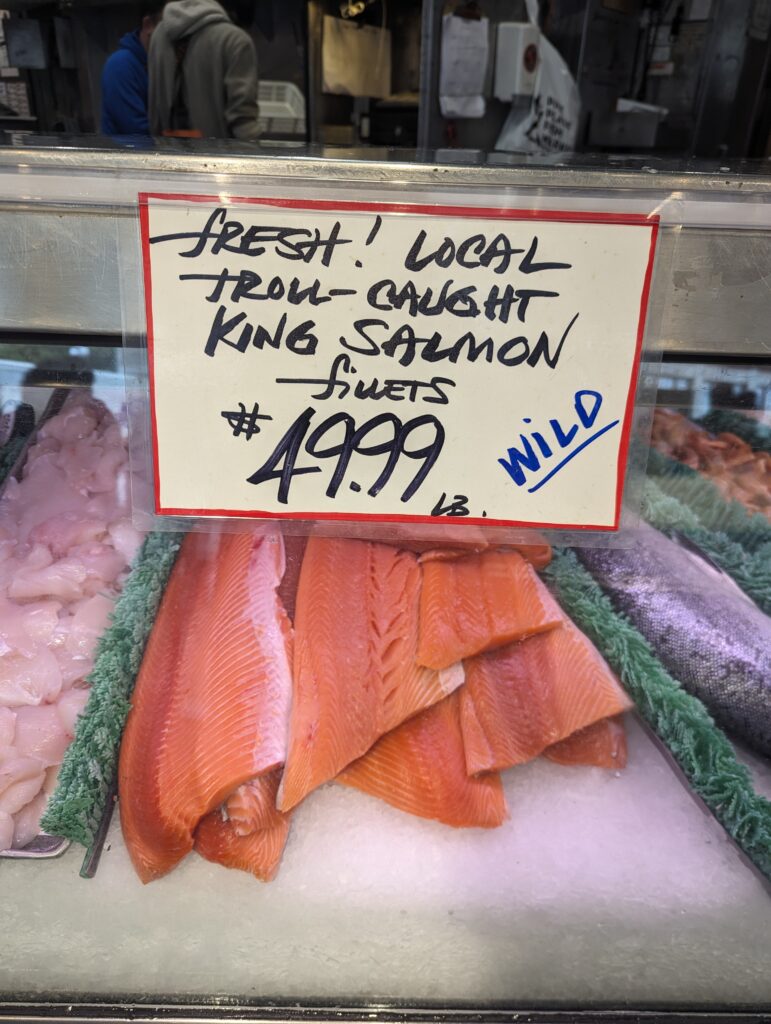 fRESH! LOCAL
TROLL-CAUGHT
KING SALMON
fillets
$49.99 LB.
WILD